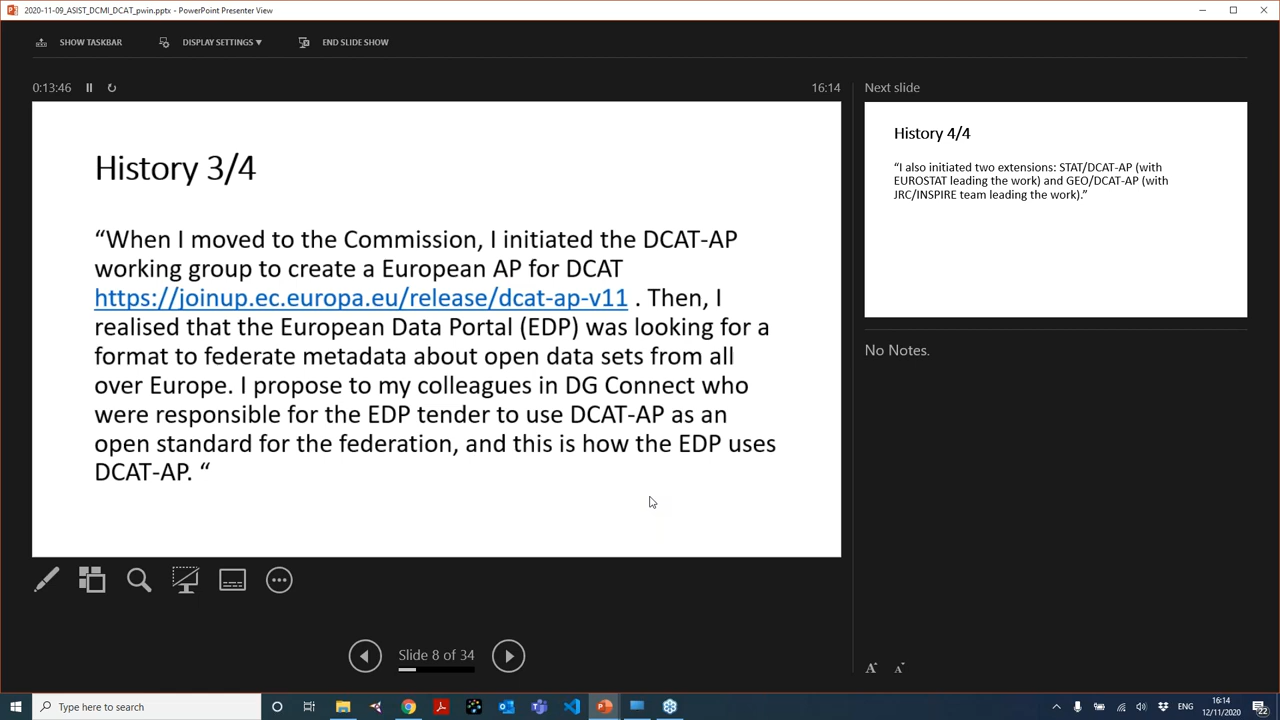 2020-11-09_ASIST_DCMI_DCAT_pwin.pptx - PowerPoint Presenter View
SHOW TASKBAR
DISPLAY SETTINGS
END SLIDE SHOW
0:13:46
16:14
History 3/4
“When I moved to the Commission, I initiated the DCAT-AP
working group to create a European AP for DCAT
https://joinup.ec.europa.eu/release/dcat-ap-v11 . Then, I
realised that the European Data Portal (EDP) was looking for a
format to federate metadata about open data sets from all
over Europe. I propose to my colleagues in DG Connect who
were responsible for the EDP tender to use DCAT-AP as an
open standard for the federation, and this is how the EDP uses
DCAT-AP. “
Slide 8 of 34
Next slide
History 4/4
“I also initiated two extensions: STAT/DCAT-AP (with
EUROSTAT leading the work) and GEO/DCAT-AP (with
JRC/INSPIRE team leading the work).”
No Notes.
A A
Type here to search
ENG
16:14
12/11/2020
22